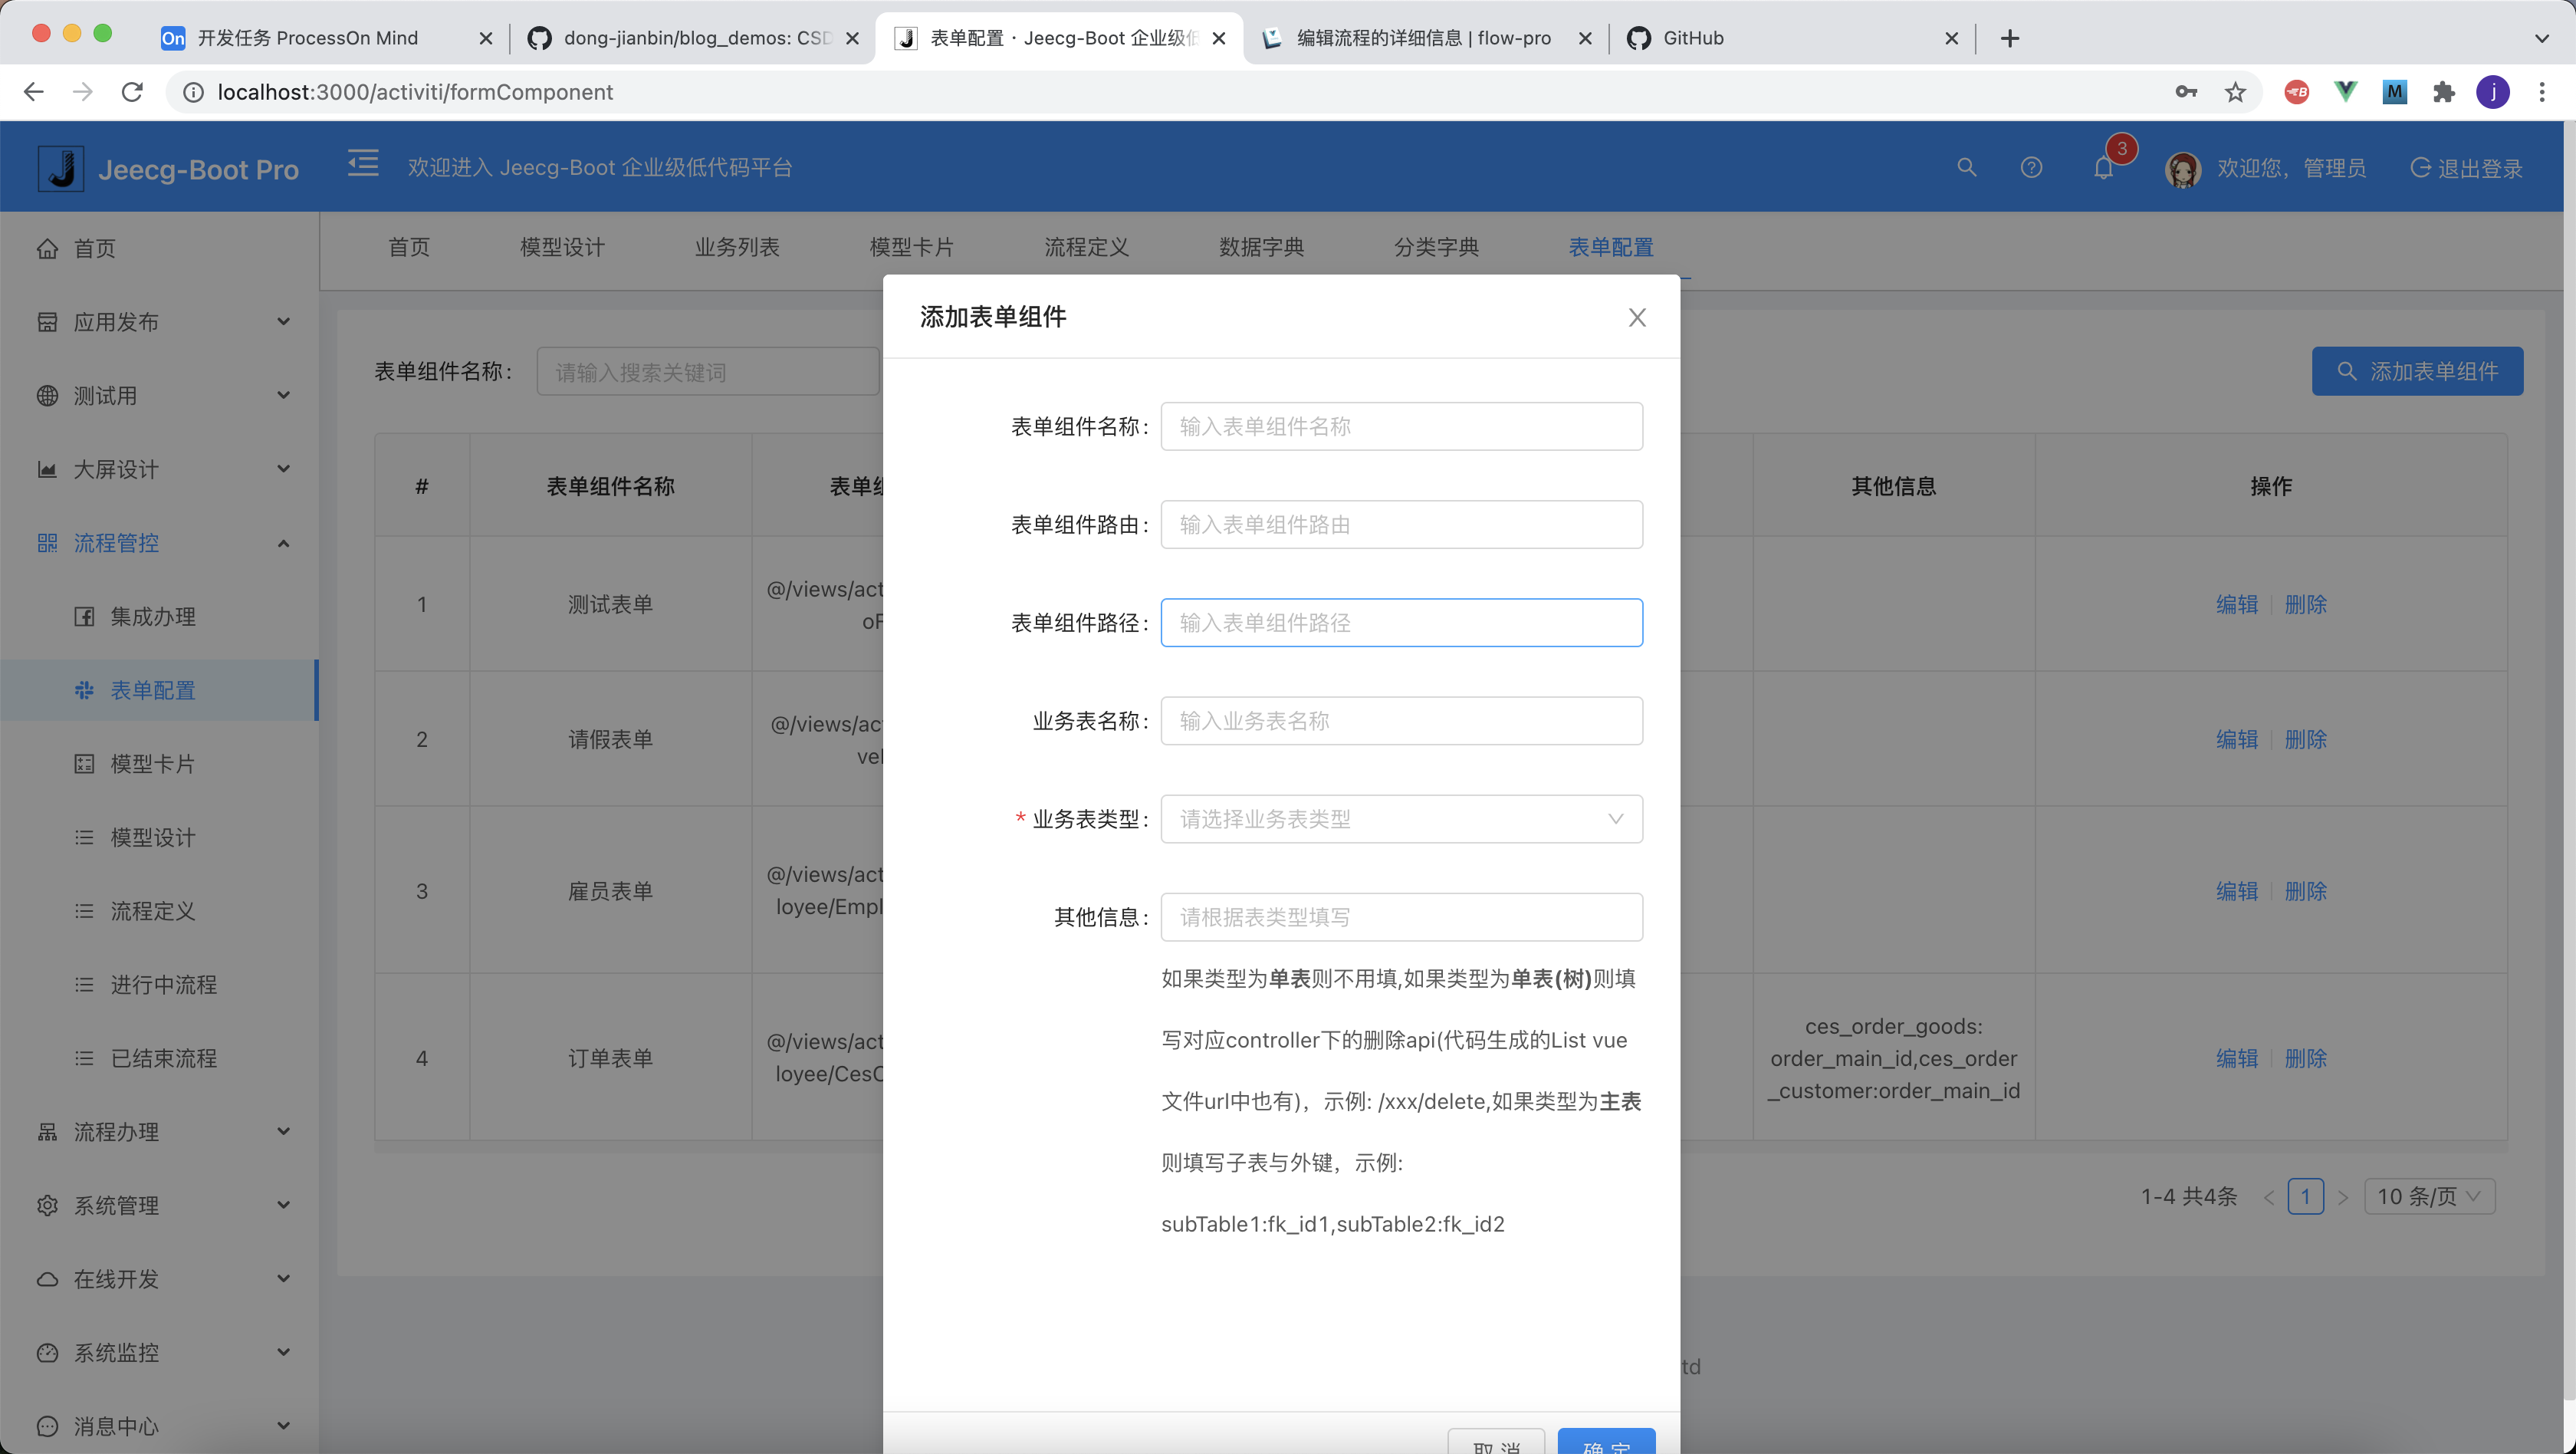 On 开发任务 ProcessOn Mind
dong-jianbin/blog_demos: CSD
表单配置 · Jeecg-Boot 企业级低
编辑流程的详细信息 | flow-pro
GitHub
localhost:3000/activiti/formComponent
B
M
j
Jeecg-Boot Pro
欢迎进入 Jeecg-Boot 企业级低代码平台
3
欢迎您，管理员
退出登录
首页
应用发布
测试用
大屏设计
流程管控
集成办理
表单配置
模型卡片
模型设计
流程定义
进行中流程
已结束流程
流程办理
系统管理
在线开发
系统监控
消息中心
首页 模型设计 业务列表 模型卡片 流程定义 数据字典 分类字典 表单配置
表单组件名称： 请输入搜索关键词
添加表单组件
# 表单组件名称 表单组 其他信息 操作
1 测试表单 @/views/act
oF
编辑 删除
2 请假表单 @/views/act
vel
编辑 删除
3 雇员表单 @/views/act
loyee/Empl
编辑 删除
4 订单表单 @/views/act
loyee/CesC
ces_order_goods:
order_main_id,ces_order
_customer:order_main_id
编辑 删除
1-4 共4条 < 1 > 10 条/页
td
添加表单组件
表单组件名称： 输入表单组件名称
表单组件路由： 输入表单组件路由
表单组件路径： 输入表单组件路径
业务表名称： 输入业务表名称
* 业务表类型： 请选择业务表类型
其他信息： 请根据表类型填写
如果类型为单表则不用填,如果类型为单表(树)则填
写对应controller下的删除api(代码生成的List vue
文件url中也有)，示例: /xxx/delete,如果类型为主表
则填写子表与外键，示例:
subTable1:fk_id1,subTable2:fk_id2
取 消 确 定